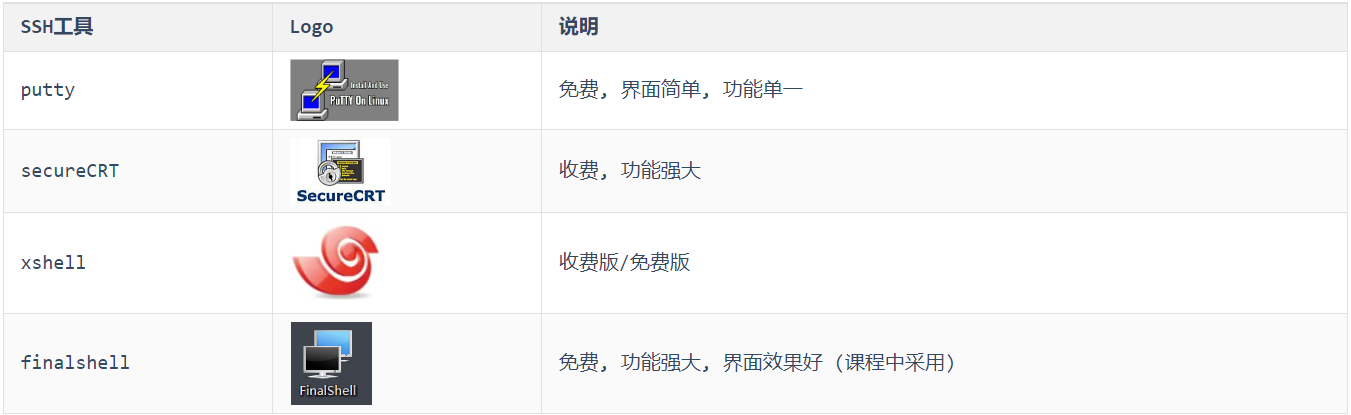 SSH工具 Logo 说明
putty
Install And Use
PuTTY On Linux
免费, 界面简单, 功能单一
secureCRT
SecureCRT
收费, 功能强大
xshell
收费版/免费版
finalshell
FinalShell
免费, 功能强大, 界面效果好 (课程中采用)